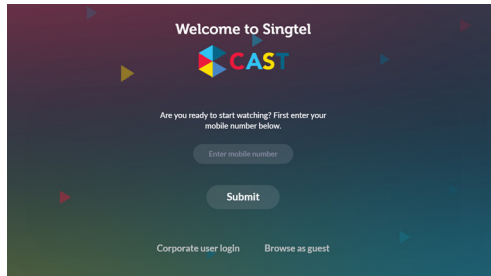 Welcome to Singtel
CAST
Are you ready to start watching? First enter your
mobile number below.
Enter mobile number
Submit
Corporate user login Browse as guest